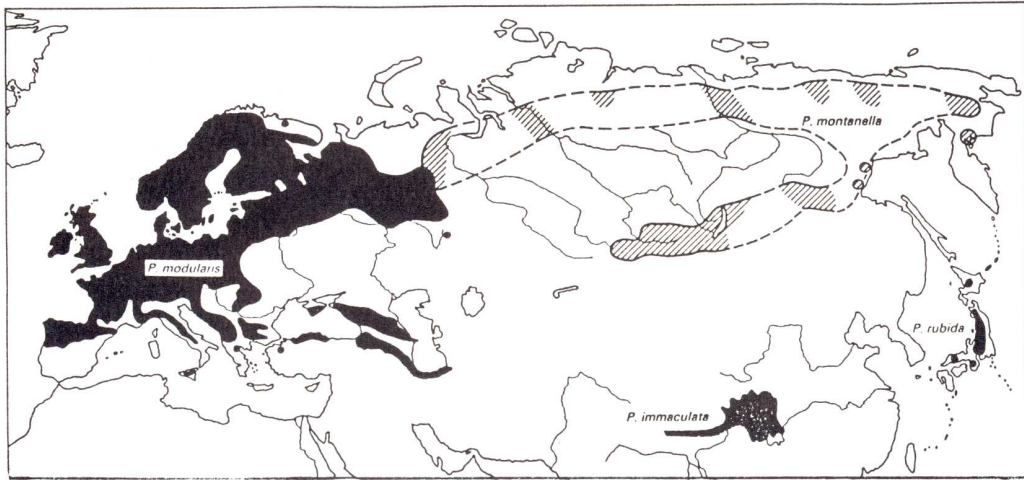 P. montanella
P. modularis
P. rubida
P. immaculata